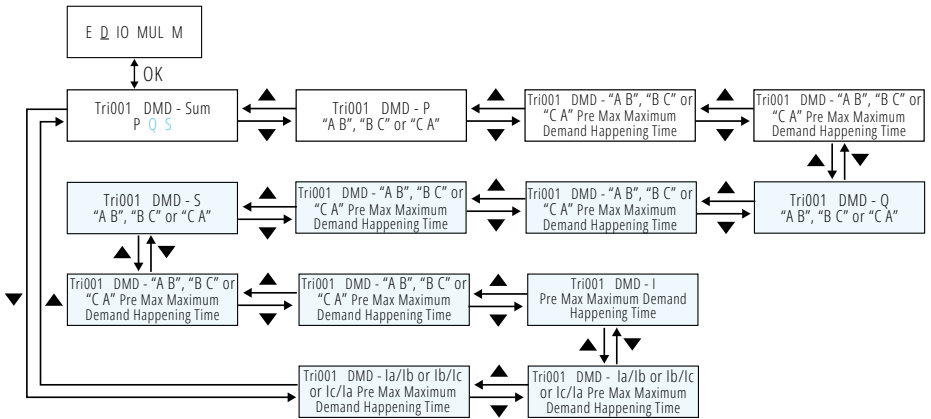 E D IO MUL M
OK
Tri001 DMD - Sum
P Q S
Tri001 DMD - P
“A B”, “B C” or “C A”
Tri001 DMD - “A B”, “B C” or
“C A” Pre Max Maximum
Demand Happening Time
Tri001 DMD - “A B”, “B C” or
“C A” Pre Max Maximum
Demand Happening Time
Tri001 DMD - S
“A B”, “B C” or “C A”
Tri001 DMD - “A B”, “B C” or
“C A” Pre Max Maximum
Demand Happening Time
Tri001 DMD - “A B”, “B C” or
“C A” Pre Max Maximum
Demand Happening Time
Tri001 DMD - Q
“A B”, “B C” or “C A”
Tri001 DMD - “A B”, “B C” or
“C A” Pre Max Maximum
Demand Happening Time
Tri001 DMD - “A B”, “B C” or
“C A” Pre Max Maximum
Demand Happening Time
Tri001 DMD - I
Pre Max Maximum Demand
Happening Time
Tri001 DMD - Ia/Ib or Ib/Ic
or Ic/Ia Pre Max Maximum
Demand Happening Time
Tri001 DMD - Ia/Ib or Ib/Ic
or Ic/Ia Pre Max Maximum
Demand Happening Time